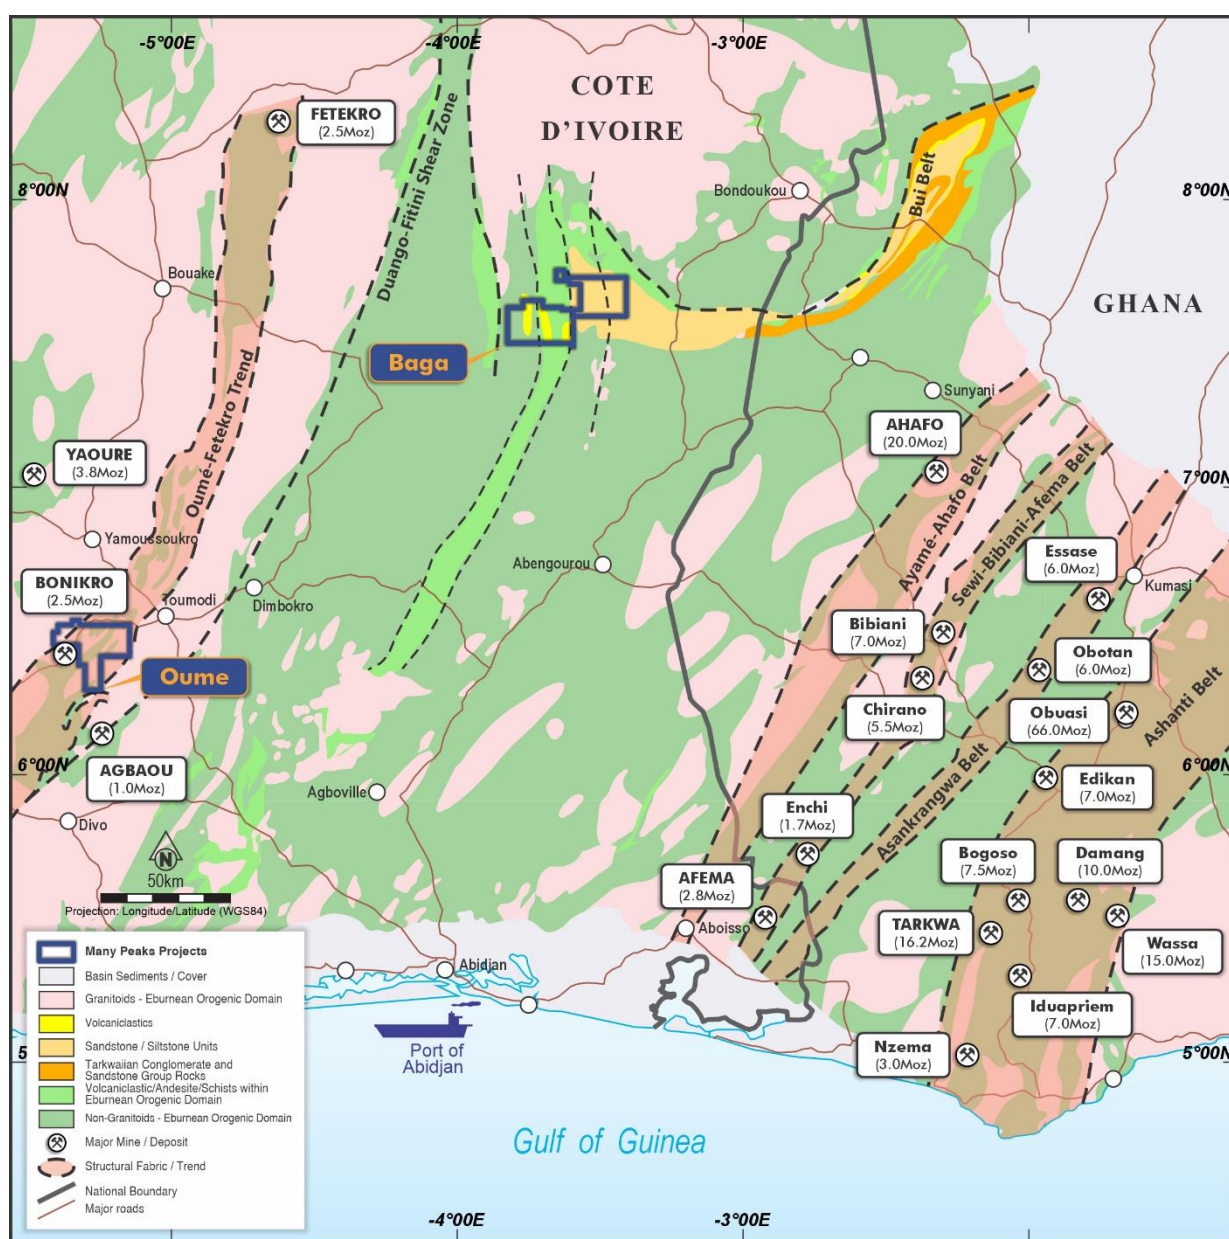 -5°00E
-4°00E
-3°00E
COTE
D'IVOIRE
FETEKRO
(2.5Moz)
Duango-Fitini Shear Zone
8°00N
8°00N
Bondoukou
Bui Belt
Bouake
GHANA
Baga
Oumé-Fetekro Trend
Sunyani
AHAFO
(20.0Moz)
YAOURE
(3.8Moz)
7°00N
7°00N
Ayamé-Ahafo Belt
Sewi-Bibiani-Afema Belt
Yamoussoukro
Essase
(6.0Moz)
Abengourou
Kumasi
BONIKRO
(2.5Moz)
Toumodi
Dimbokro
Bibiani
(7.0Moz)
Obotan
(6.0Moz)
Oume
Chirano
(5.5Moz)
Obuasi
(66.0Moz)
Ashanti Belt
6°00N
6°00N
AGBAOU
(1.0Moz)
Edikan
(7.0Moz)
Agboville
Asankrangwa Belt
Enchi
(1.7Moz)
Divo
N
50km
Projection: Longitude/Latitude (WGS84)
Bogoso
(7.5Moz)
Damang
(10.0Moz)
AFEMA
(2.8Moz)
TARKWA
(16.2Moz)
Aboisso
Wassa
(15.0Moz)
Abidjan
Iduapriem
(7.0Moz)
Port of
Abidjan
Nzema
(3.0Moz)
5
5°00N
Many Peaks Projects
Basin Sediments / Cover
Granitoids - Eburnean Orogenic Domain
Volcaniclastics
Sandstone / Siltstone Units
Tarkwaiian Conglomerate and
Sandstone Group Rocks
Volcaniclastic/Andesite/Schists within
Eburnean Orogenic Domain
Non-Granitoids - Eburnean Orogenic Domain
Major Mine / Deposit
Structural Fabric / Trend
National Boundary
Major roads
Gulf of Guinea
-4°00E
-3°00E